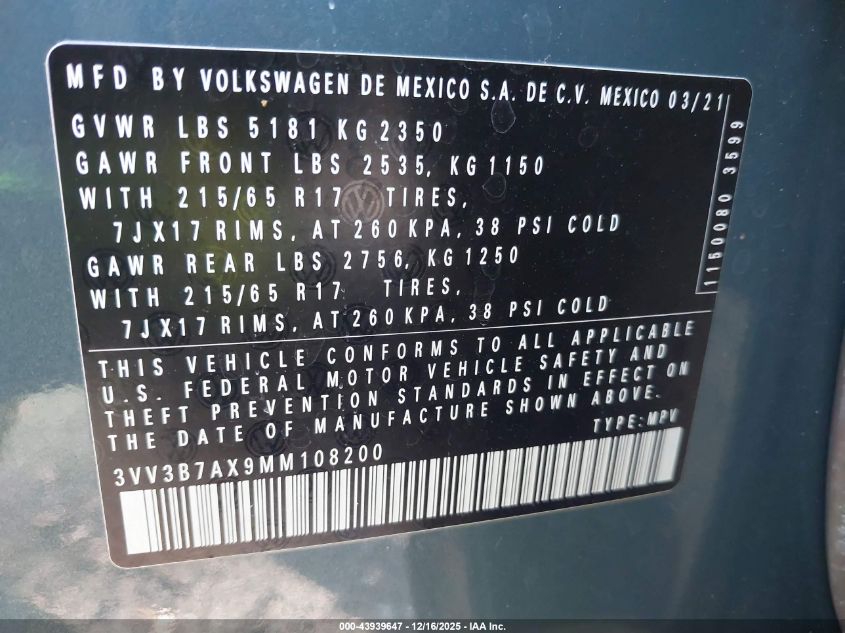 MFD BY VOLKSWAGEN DE MEXICO S.A. DE C.V. MEXICO 03/21
GVWR LBS 5181 KG 2350
GAWR FRONT LBS 2535, KG 1150
WITH 215/65 R17 TIRES,
7JX17 RIMS, AT 260 KPA, 38 PSI COLD
GAWR REAR LBS 2756, KG 1250
WITH 215/65 R17 TIRES,
7JX17 RIMS, AT 260 KPA, 38 PSI COLD
1150080 3599
THIS VEHICLE CONFORMS TO ALL APPLICABLE
U.S. FEDERAL MOTOR VEHICLE SAFETY AND
THEFT PREVENTION STANDARDS IN EFFECT ON
THE DATE OF MANUFACTURE SHOWN ABOVE.
TYPE: MPV
3VV3B7AX9MM108200
000-43939647 - 12/16/2025 - IAA Inc.